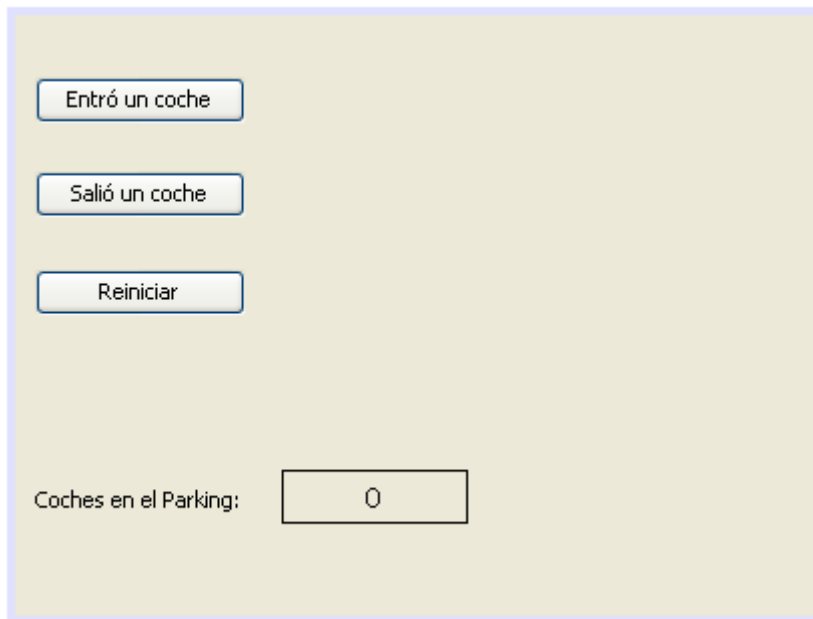 Entró un coche
Salió un coche
Reiniciar
Coches en el Parking: 0